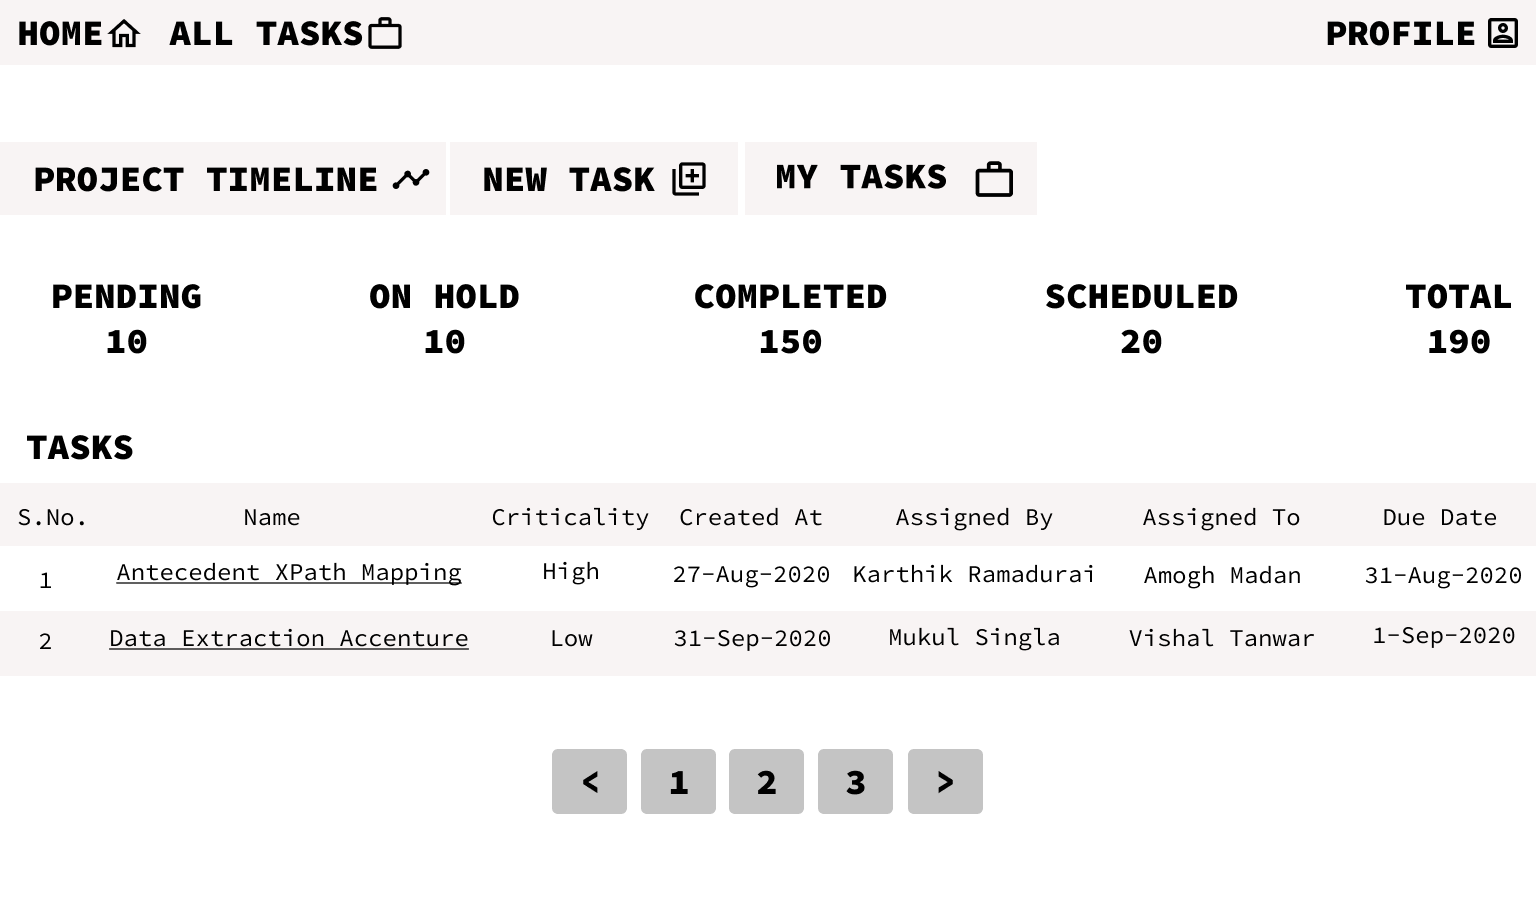 HOME ALL TASKS PROFILE
PROJECT TIMELINE NEW TASK MY TASKS
PENDING ON HOLD COMPLETED SCHEDULED TOTAL
10 10 150 20 190
TASKS
S.No. Name Criticality Created At Assigned By Assigned To Due Date
1 Antecedent XPath Mapping High 27-Aug-2020 Karthik Ramadurai Amogh Madan 31-Aug-2020
2 Data Extraction Accenture Low 31-Sep-2020 Mukul Singla Vishal Tanwar 1-Sep-2020
< 1 2 3 >